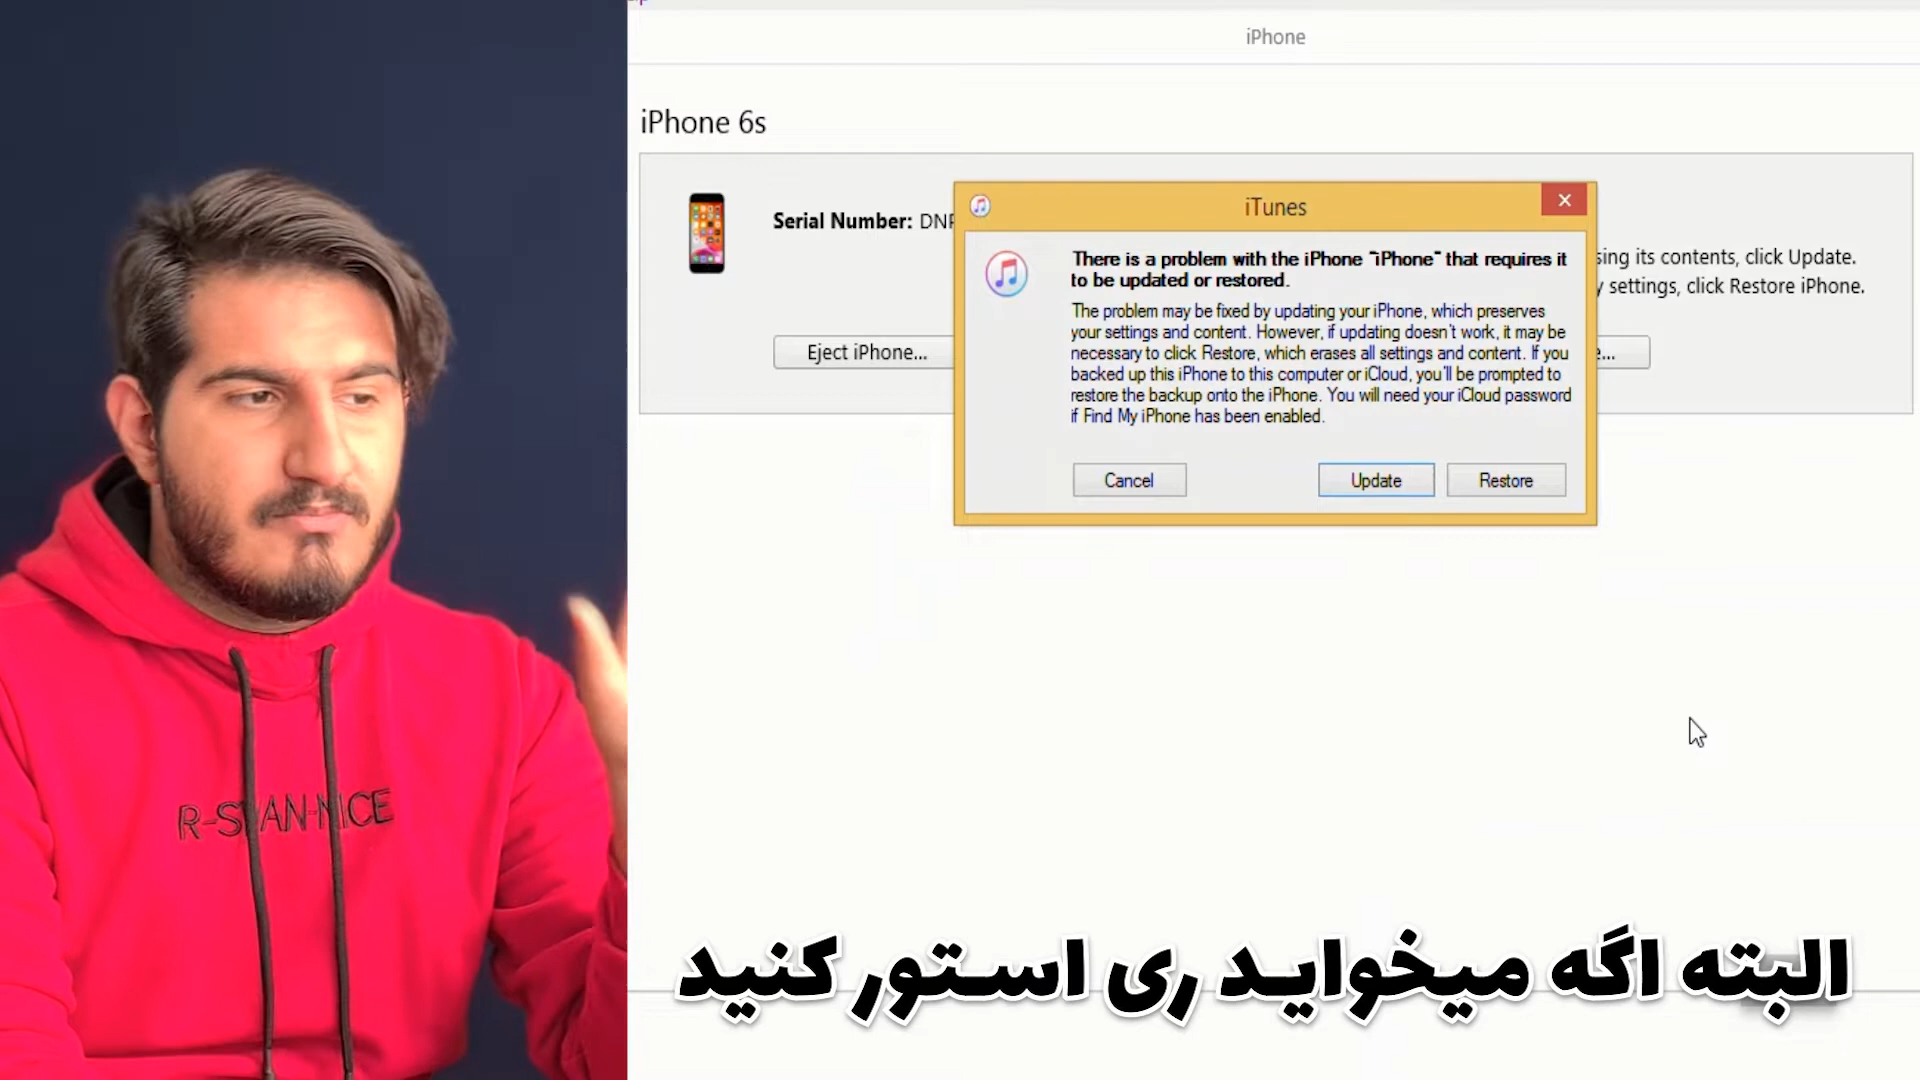 iPhone
iPhone 6s
Serial Number: DNP
sing its contents, click Update.
y settings, click Restore iPhone.
Eject iPhone...
e...
iTunes
There is a problem with the iPhone "iPhone" that requires it
to be updated or restored.
The problem may be fixed by updating your iPhone, which preserves
your settings and content. However, if updating doesn't work, it may be
necessary to click Restore, which erases all settings and content. If you
backed up this iPhone to this computer or iCloud, you'll be prompted to
restore the backup onto the iPhone. You will need your iCloud password
if Find My iPhone has been enabled.
Cancel
Update
Restore
البته اگه میخواید ری استور کنید